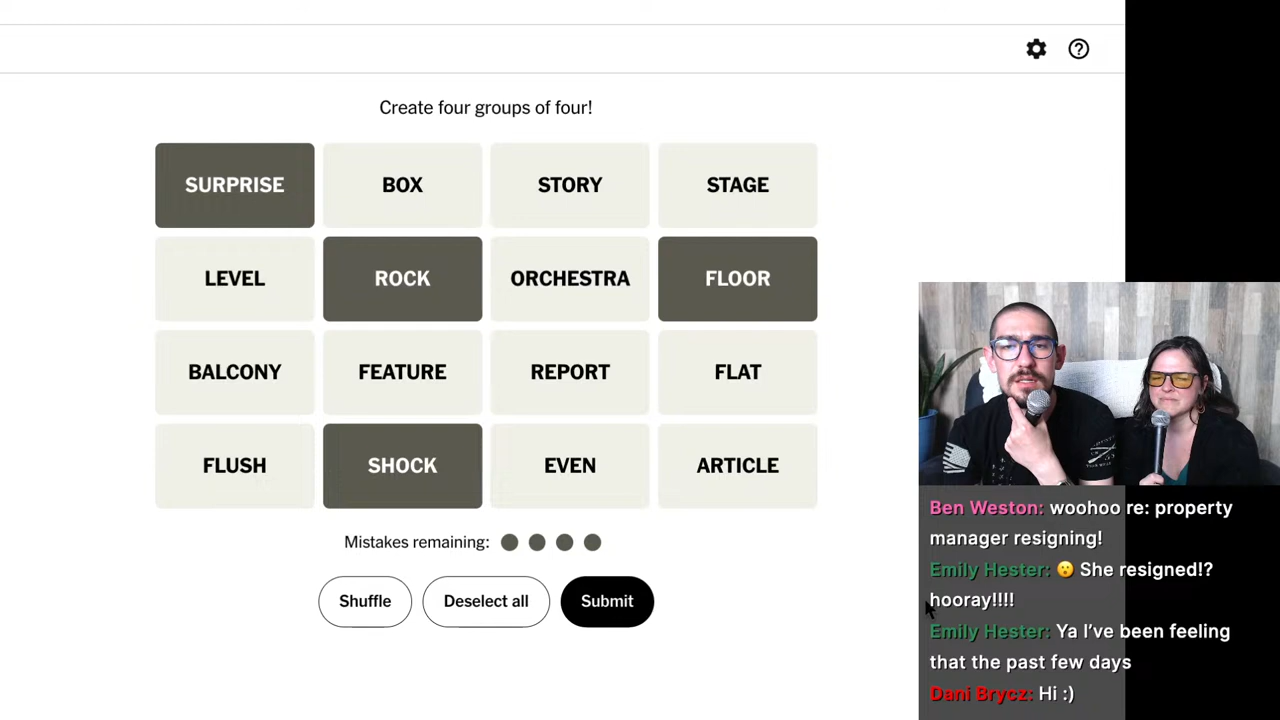 Create four groups of four!
SURPRISE BOX STORY STAGE
LEVEL ROCK ORCHESTRA FLOOR
BALCONY FEATURE REPORT FLAT
FLUSH SHOCK EVEN ARTICLE
Mistakes remaining:
Shuffle Deselect all Submit
Ben Weston: woohoo re: property
manager resigning!
Emily Hester: 😮 She resigned!?
hooray!!!!
Emily Hester: Ya I've been feeling
that the past few days
Dani Brycz: Hi :)